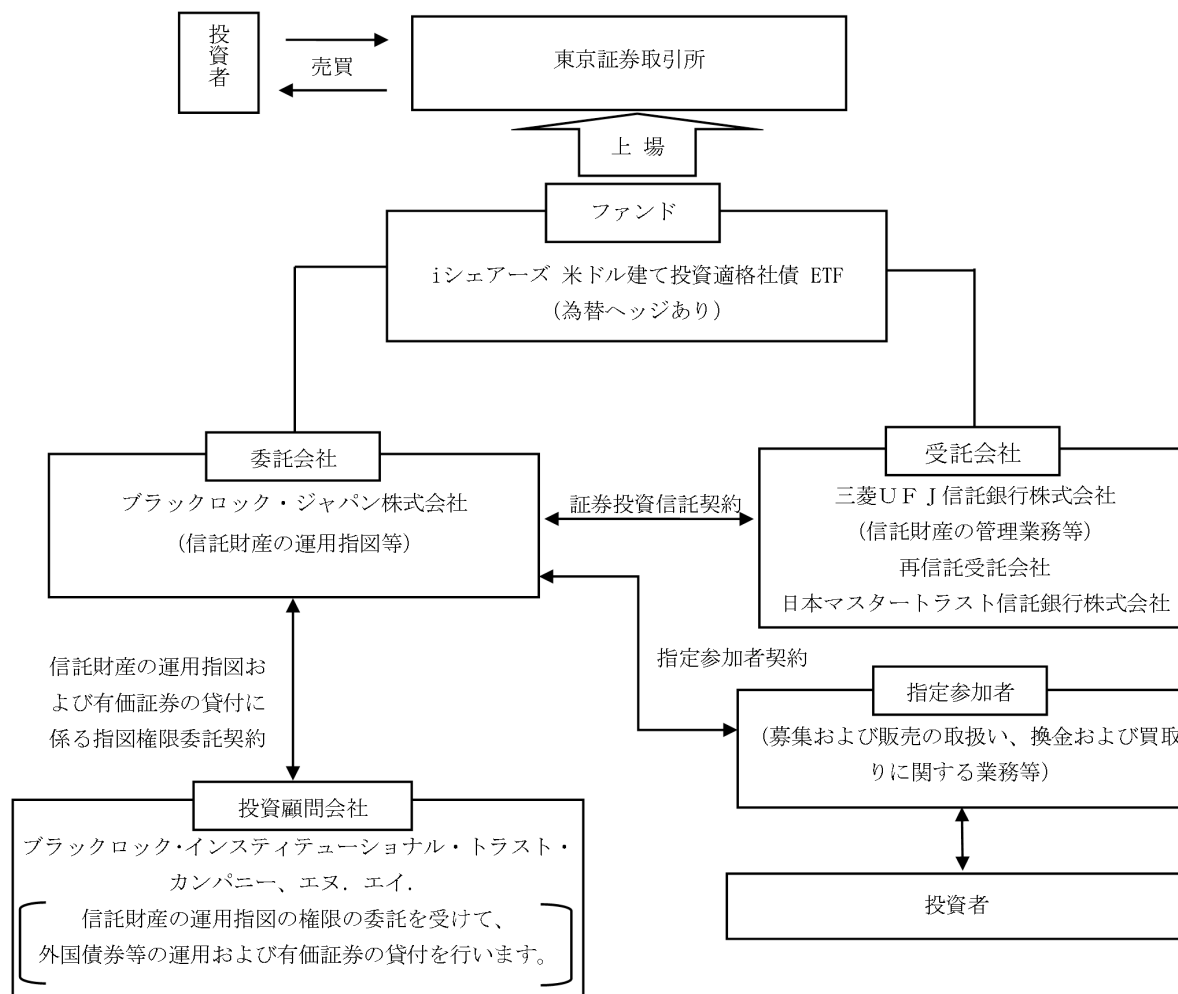 投資者
売買
東京証券取引所
上 場
ファンド
iシェアーズ 米ドル建て投資適格社債 ETF
(為替ヘッジあり)
委託会社
ブラックロック・ジャパン株式会社
(信託財産の運用指図等)
証券投資信託契約
受託会社
三菱ＵＦＪ信託銀行株式会社
(信託財産の管理業務等)
再信託受託会社
日本マスタートラスト信託銀行株式会社
信託財産の運用指図お
よび有価証券の貸付に
係る指図権限委託契約
指定参加者契約
指定参加者
(募集および販売の取扱い、換金および買取
りに関する業務等)
投資顧問会社
ブラックロック・インスティテューショナル・トラスト・
カンパニー、エヌ．エイ．
信託財産の運用指図の権限の委託を受けて、
外国債券等の運用および有価証券の貸付を行います。
投資者